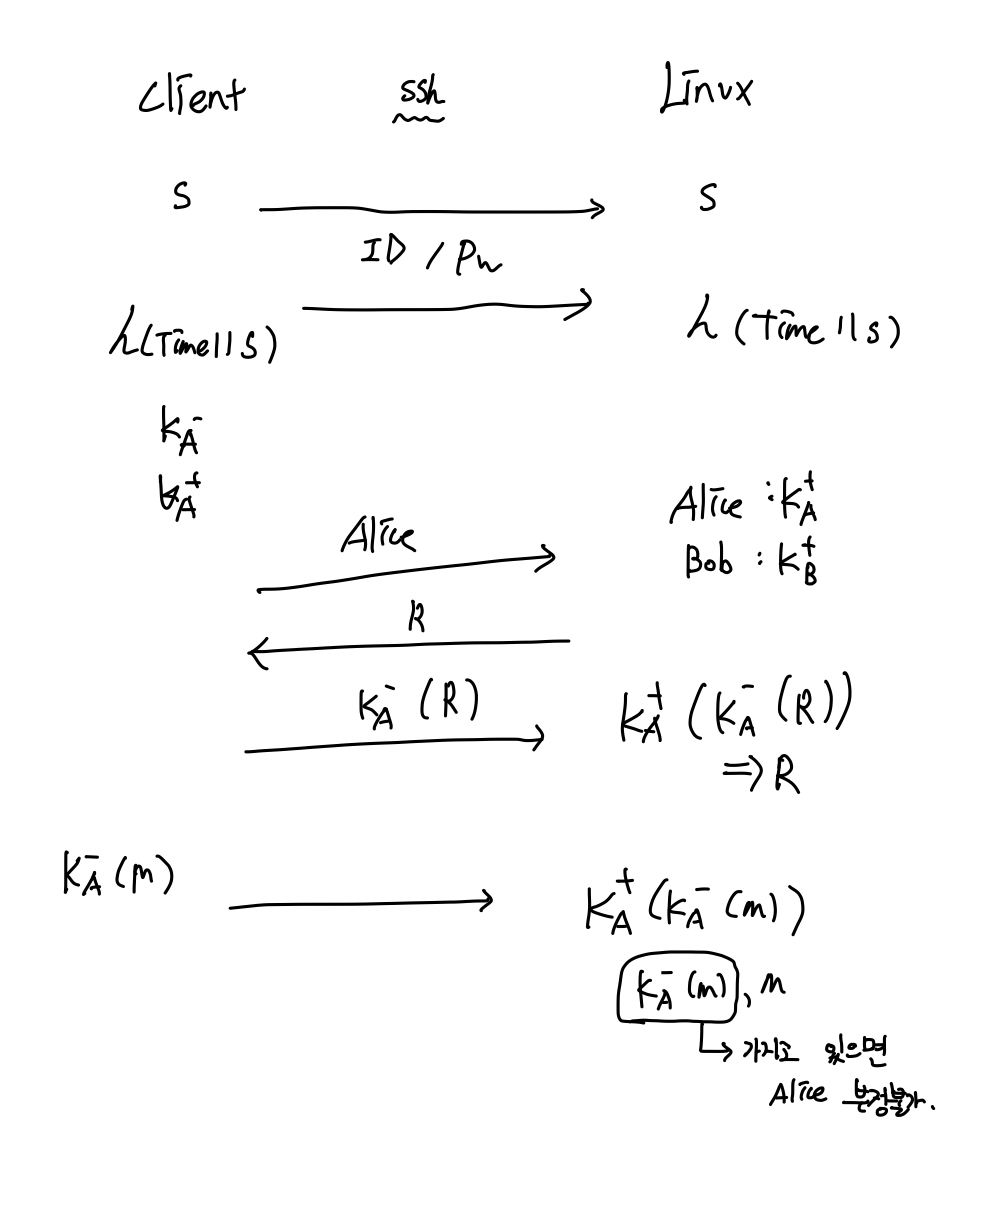 Client ssh Linux
S S
ID / Pw
h(Time||S) h(time||s)
K_A^-
K_A^+
Alice : K_A^+
Alice
Bob : K_B^+
R
K_A^- (R) K_A^+ (K_A^- (R))
⇒ R
K_A^- (m) K_A^+ (K_A^- (m))
K_A^- (m), m
가지고 있으면
Alice 부정불가.